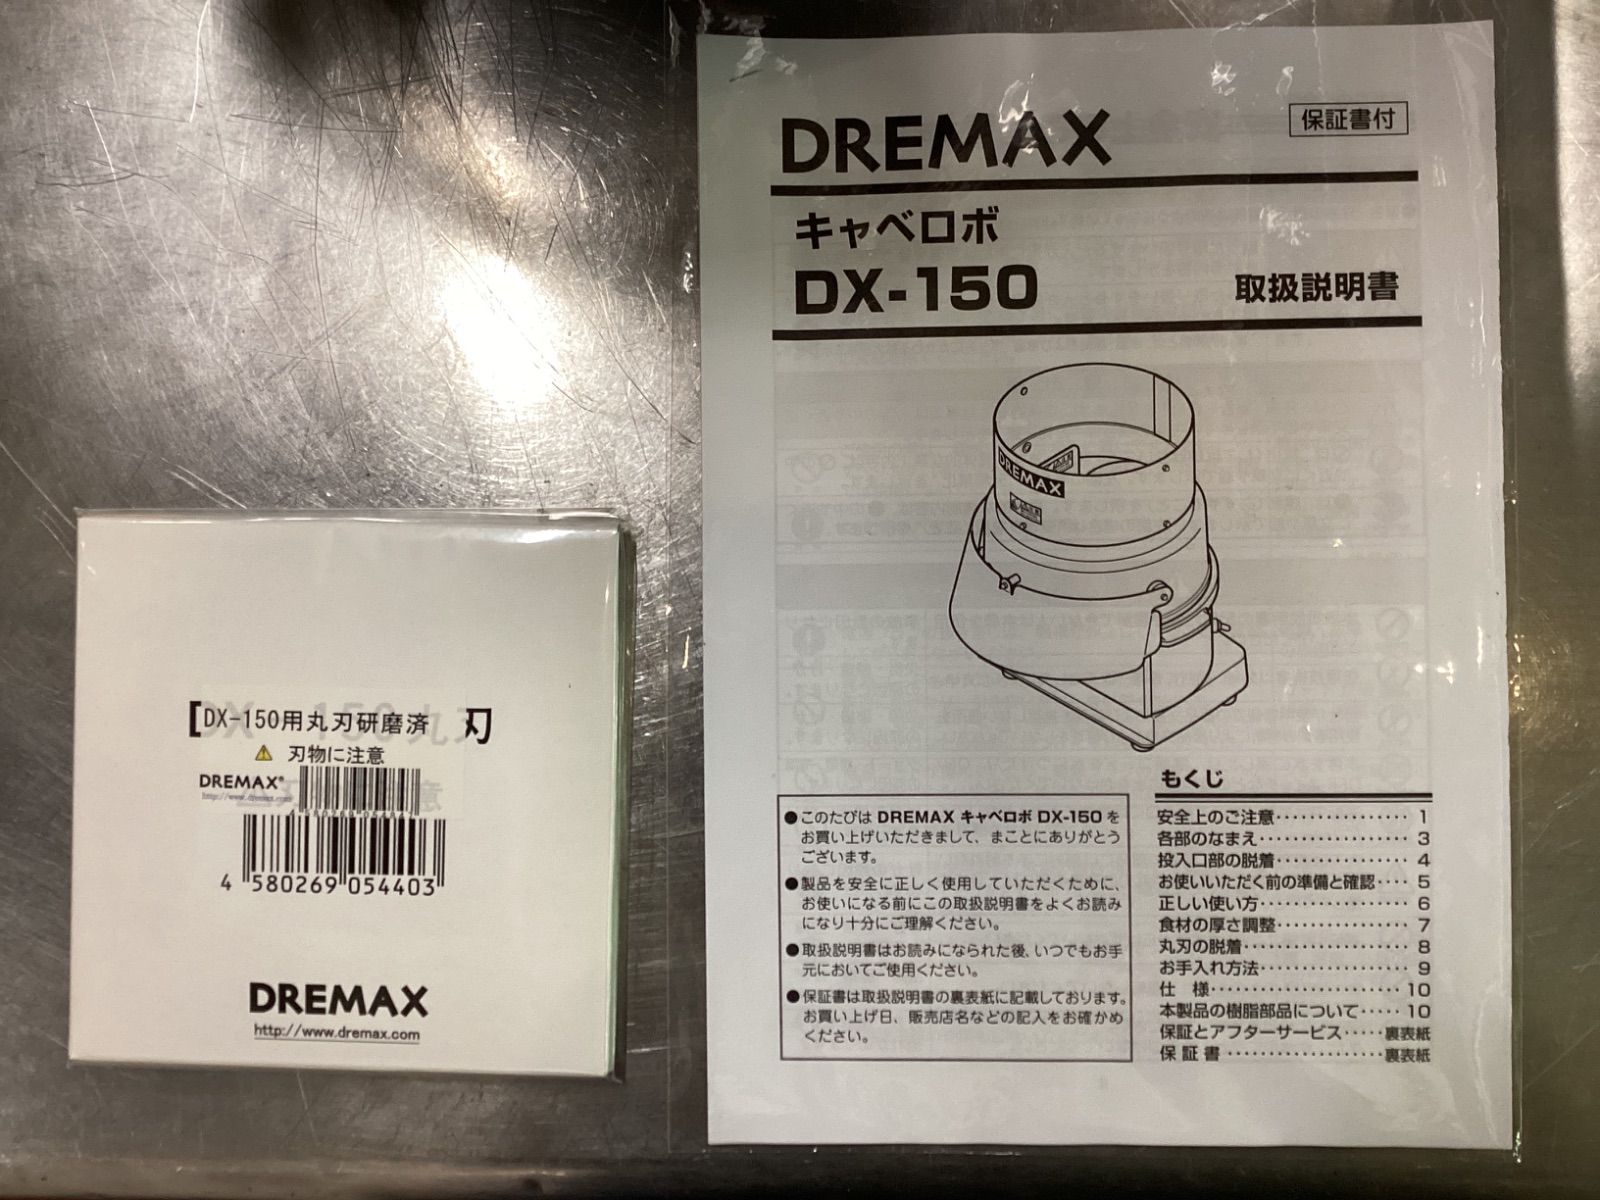 DREMAX
保証書付
キャベロボ
DX-150
取扱説明書
DREMAX
もくじ
安全上のご注意 1
各部のなまえ 3
投入口部の脱着 4
お使いいただく前の準備と確認 5
正しい使い方 6
食材の厚さ調整 7
丸刃の脱着 8
お手入れ方法 9
仕 様 10
本製品の樹脂部品について 10
保証とアフターサービス 裏表紙
保 証 書 裏表紙
●このたびは DREMAX キャベロボ DX-150 を
お買い上げいただきまして、まことにありがとう
ございます。
●製品を安全に正しく使用していただくために、
お使いになる前にこの取扱説明書をよくお読み
になり十分にご理解ください。
●取扱説明書はお読みになられた後、いつでもお手
元においてご使用ください。
●保証書は取扱説明書の裏表紙に記載しております。
お買い上げ日、販売店名などの記入をお確かめ
ください。
【DX-150用丸刃研磨済 刃
刃物に注意
DREMAX®
http://www.dremax.com
4 580269 054403
DREMAX
http://www.dremax.com